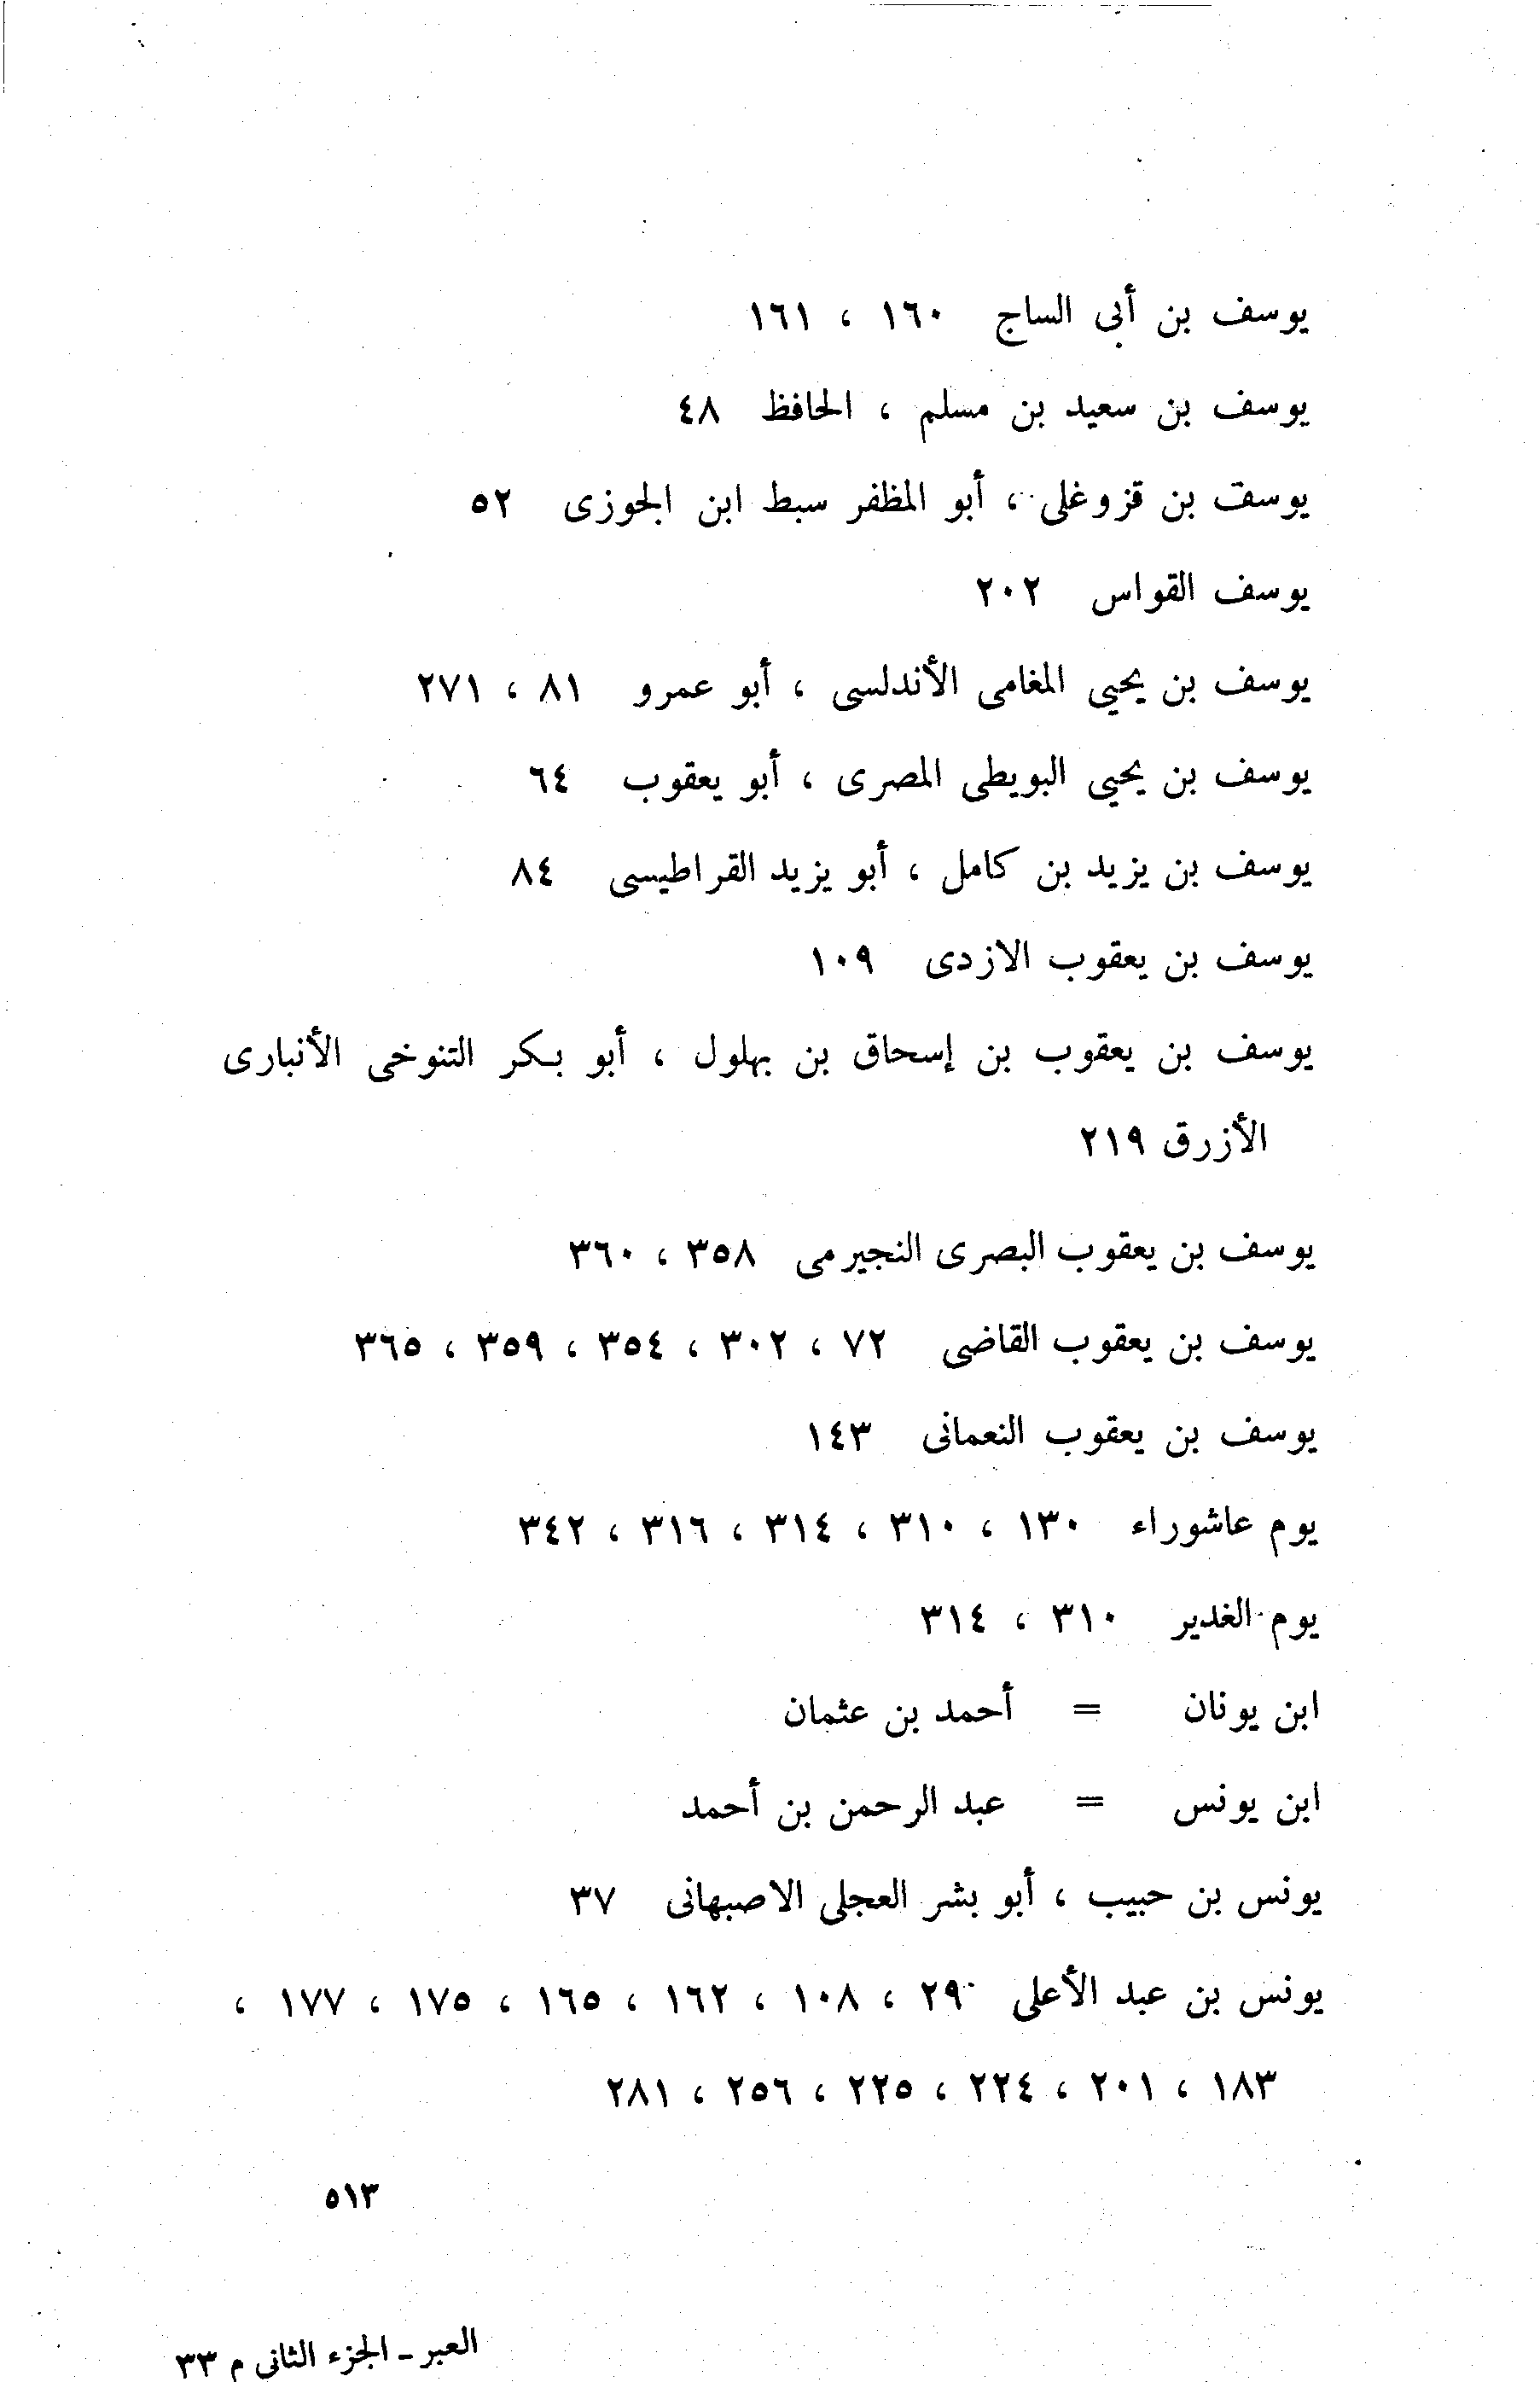 يوسف بن أبى الساج ١٦٠ ، ١٦١
يوسف بن سعيد بن مسلم ، الحافظ ٤٨
يوسف بن قزوغلى ، أبو المظفر سبط ابن الجوزى ٥٢
يوسف القواس ٢٠٢
يوسف بن يحيى المغامى الأندلسى ، أبو عمرو ٨١ ، ٢٧١
يوسف بن يحيى البويطى المصرى ، أبو يعقوب ٦٤
يوسف بن يزيد بن كامل ، أبو يزيد القراطيسى ٨٤
يوسف بن يعقوب الازدى ١٠٩
يوسف بن يعقوب بن إسحاق بن بهلول ، أبو بكر التنوخى الأنبارى
الأزرق ٢١٩
يوسف بن يعقوب البصرى النجيرمى ٣٥٨ ، ٣٦٠
يوسف بن يعقوب القاضى ٧٢ ، ٣٠٢ ، ٣٥٤ ، ٣٥٩ ، ٣٦٥
يوسف بن يعقوب النعمانى ١٤٣
يوم عاشوراء ١٣٠ ، ٣١٠ ، ٣١٤ ، ٣١٦ ، ٣٤٢
يوم الغدير ٣١٠ ، ٣١٤
ابن يونان = أحمد بن عثمان
ابن يونس = عبد الرحمن بن أحمد
يونس بن حبيب ، أبو بشر العجلى الاصبهانى ٣٧
يونس بن عبد الأعلى ٢٩ ، ١٠٨ ، ١٦٢ ، ١٦٥ ، ١٧٥ ، ١٧٧ ،
١٨٣ ، ٢٠١ ، ٢٢٤ ، ٢٢٥ ، ٢٥٦ ، ٢٨١
٥١٣
العبر - الجزء الثانى م ٣٣